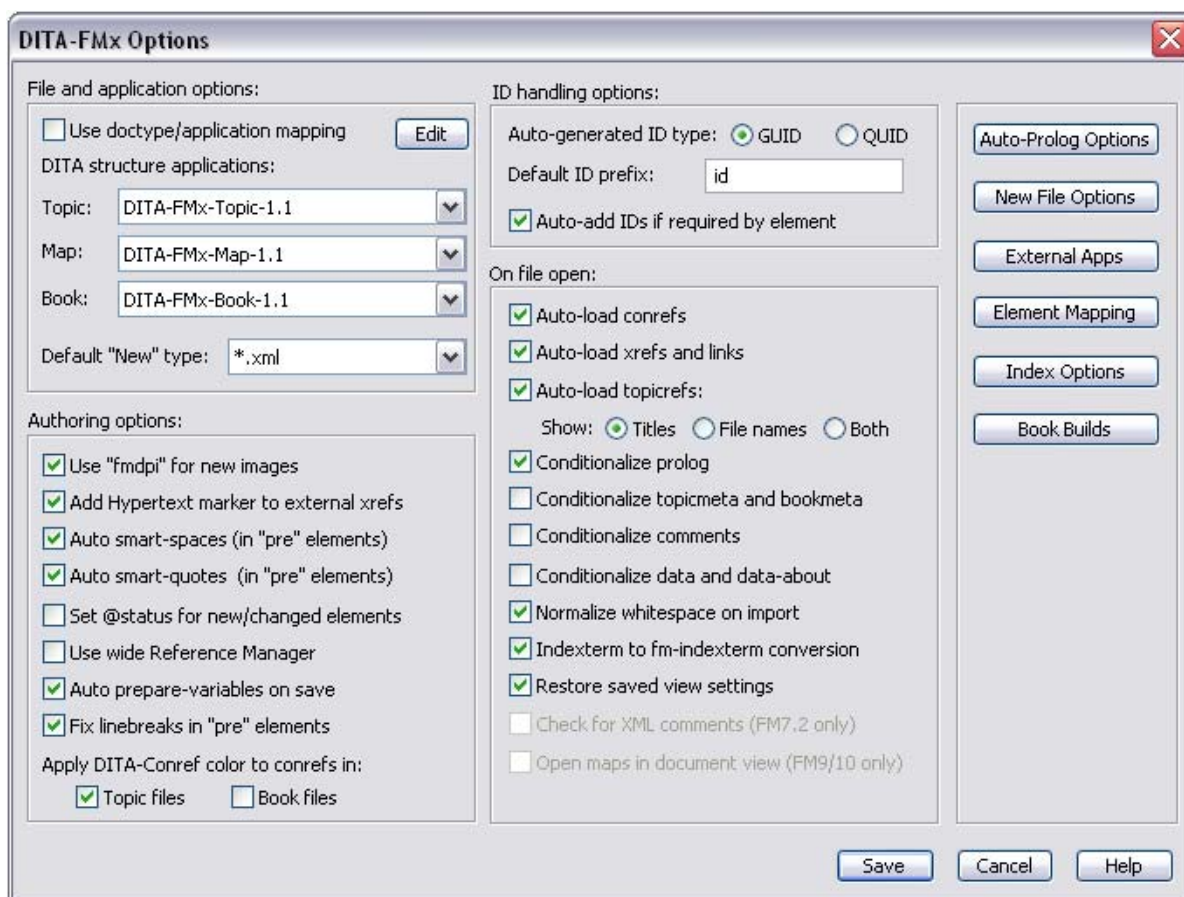 DITA-FMx Options
File and application options:
Use doctype/application mapping
Edit
DITA structure applications:
Topic: DITA-FMx-Topic-1.1
Map: DITA-FMx-Map-1.1
Book: DITA-FMx-Book-1.1
Default "New" type: *.xml
Authoring options:
Use "fmdpi" for new images
Add Hypertext marker to external xrefs
Auto smart-spaces (in "pre" elements)
Auto smart-quotes (in "pre" elements)
Set @status for new/changed elements
Use wide Reference Manager
Auto prepare-variables on save
Fix linebreaks in "pre" elements
Apply DITA-Conref color to conrefs in:
Topic files Book files
ID handling options:
Auto-generated ID type: GUID QUID
Default ID prefix: id
Auto-add IDs if required by element
On file open:
Auto-load conrefs
Auto-load xrefs and links
Auto-load topicrefs:
Show: Titles File names Both
Conditionalize prolog
Conditionalize topicmeta and bookmeta
Conditionalize comments
Conditionalize data and data-about
Normalize whitespace on import
Indexterm to fm-indexterm conversion
Restore saved view settings
Check for XML comments (FM7.2 only)
Open maps in document view (FM9/10 only)
Auto-Prolog Options
New File Options
External Apps
Element Mapping
Index Options
Book Builds
Save Cancel Help